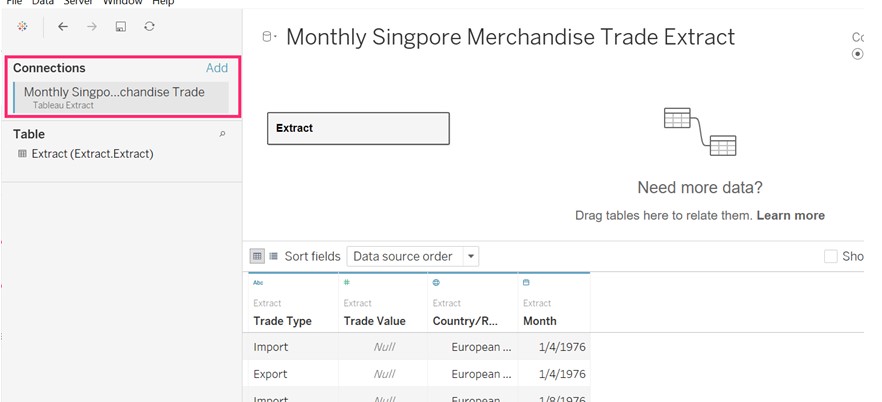 File Data Server Window Help
Monthly Singpore Merchandise Trade Extract
Connections Add
Monthly Singpo...chandise Trade
Tableau Extract
Table
Extract (Extract.Extract)
Extract
Need more data?
Drag tables here to relate them. Learn more
Sort fields Data source order
Abc #
Extract Extract Extract Extract
Trade Type Trade Value Country/R... Month
Import Null European ... 1/4/1976
Export Null European ... 1/4/1976
Import Null European ... 1/8/1976